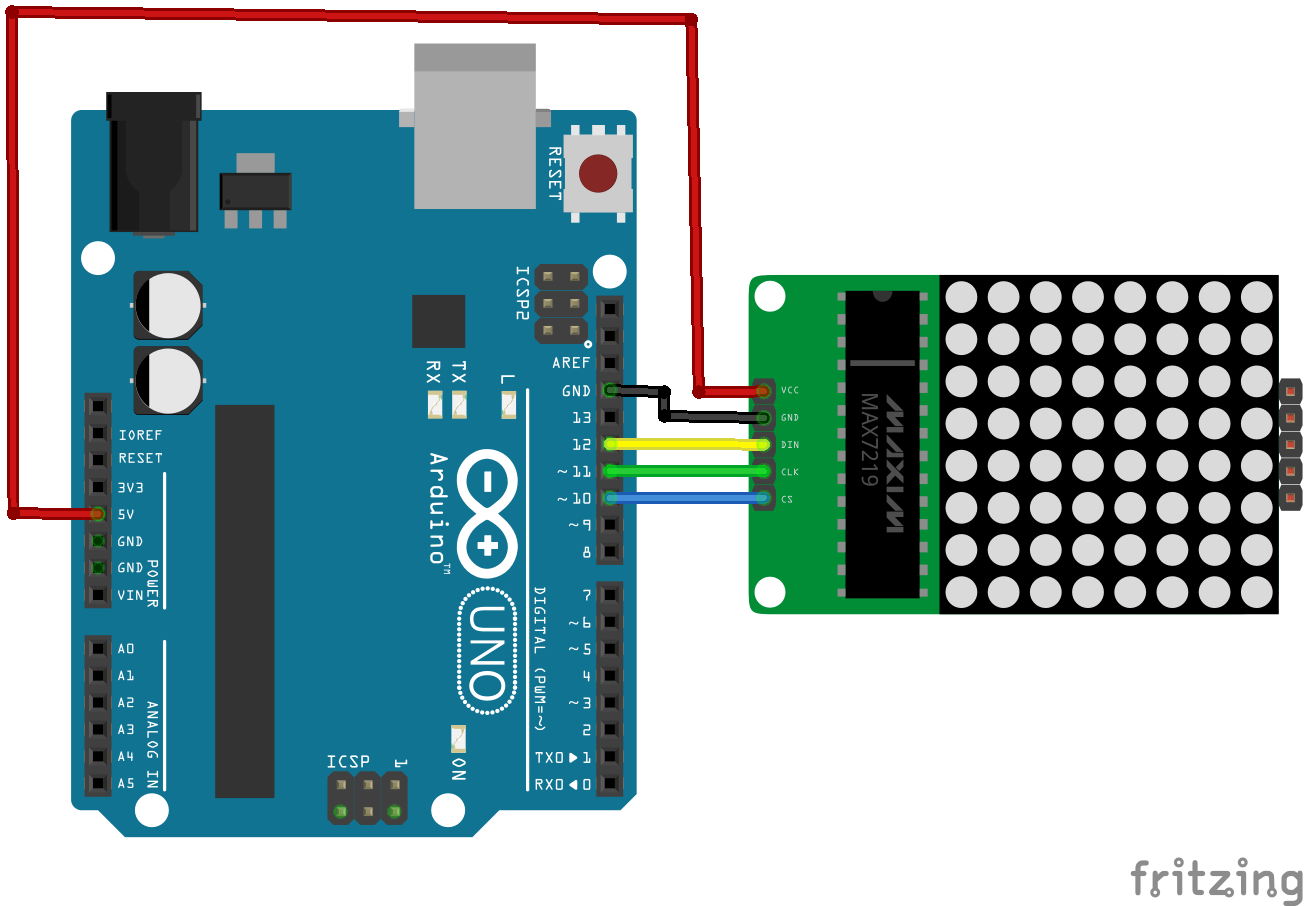 RESET
ICSP2
AREF
GND
13
12
~11
~10
~9
8
RX
TX
L
IOREF
RESET
3V3
5V
GND
GND
VIN
POWER
Arduino™
UNO
DIGITAL (PWM=~)
7
~6
~5
4
~3
2
TX0▶1
RX0◀0
A0
A1
A2
A3
A4
A5
ANALOG IN
ICSP
1
ON
VCC
GND
DIN
CLK
CS
MAXIM
MAX7219
fritzing